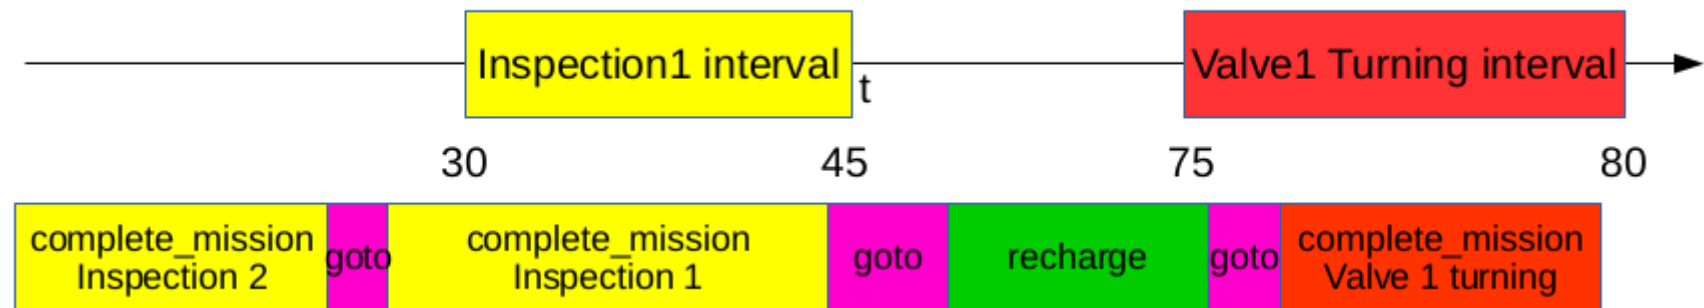 Inspection1 interval
t
Valve1 Turning interval
30 45 75 80
complete_mission
Inspection 2
goto
complete_mission
Inspection 1
goto
recharge
goto
complete_mission
Valve 1 turning